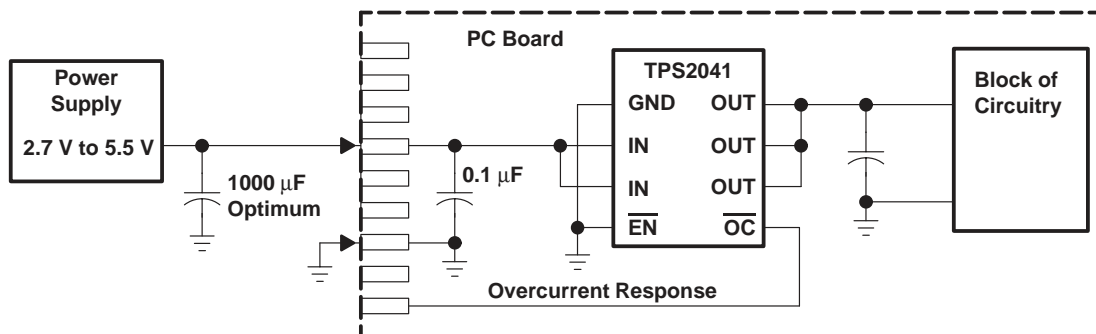 PC Board
Power
Supply
2.7 V to 5.5 V
1000 μF
Optimum
0.1 μF
TPS2041
GND OUT
IN OUT
IN OUT
EN OC
Block of
Circuitry
Overcurrent Response